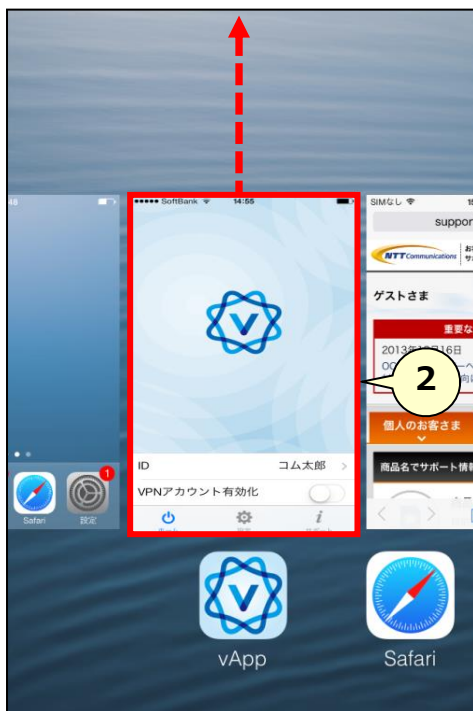 48
SoftBank
14:55
SIMなし
suppor
NTT Communications
ゲストさま
重要な
2013年
個人のお客さま
商品名でサポート情報
2
ID
コム太郎
VPNアカウント有効化
1
Safari
設定
vApp
Safari